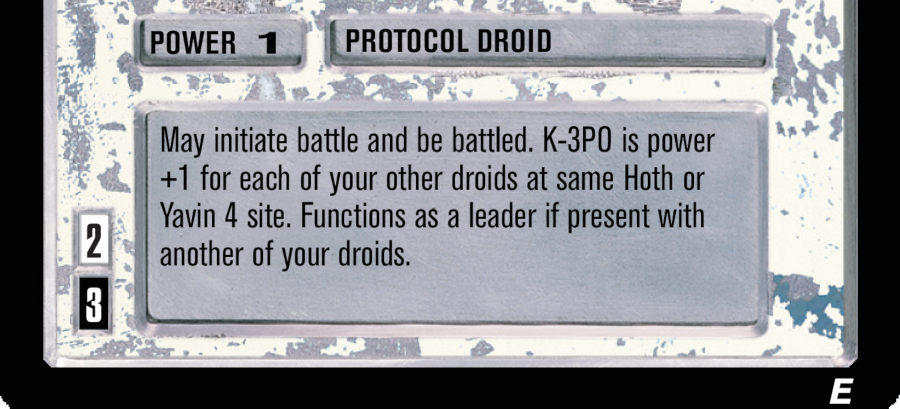 POWER 1 PROTOCOL DROID
May initiate battle and be battled. K-3PO is power
+1 for each of your other droids at same Hoth or
Yavin 4 site. Functions as a leader if present with
another of your droids.
2
3
E